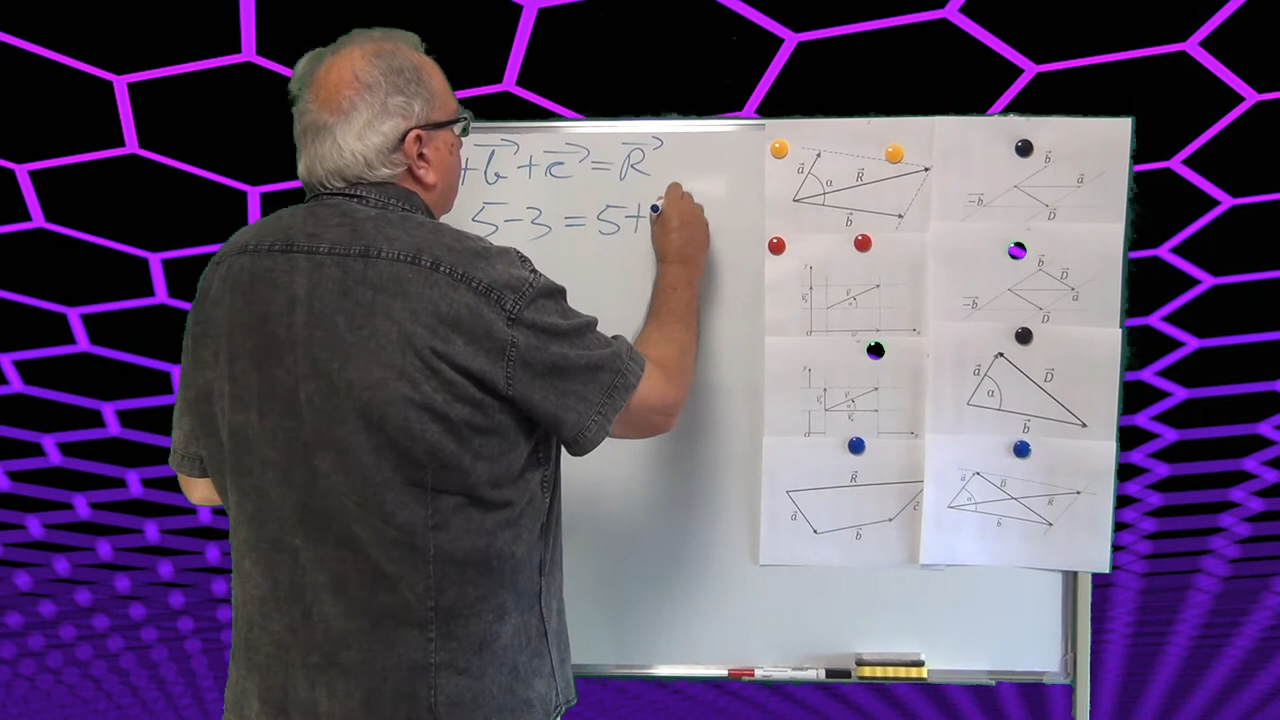 +b⃗ + c⃗ = R⃗
5-3 = 5+
a⃗
R⃗
α
b⃗
b⃗
a⃗
-b⃗
D⃗
b⃗
D⃗
a⃗
-b⃗
D⃗
a⃗
D⃗
α
b⃗
R⃗
a⃗
b⃗
c⃗
a⃗
D⃗
α
R⃗
b⃗